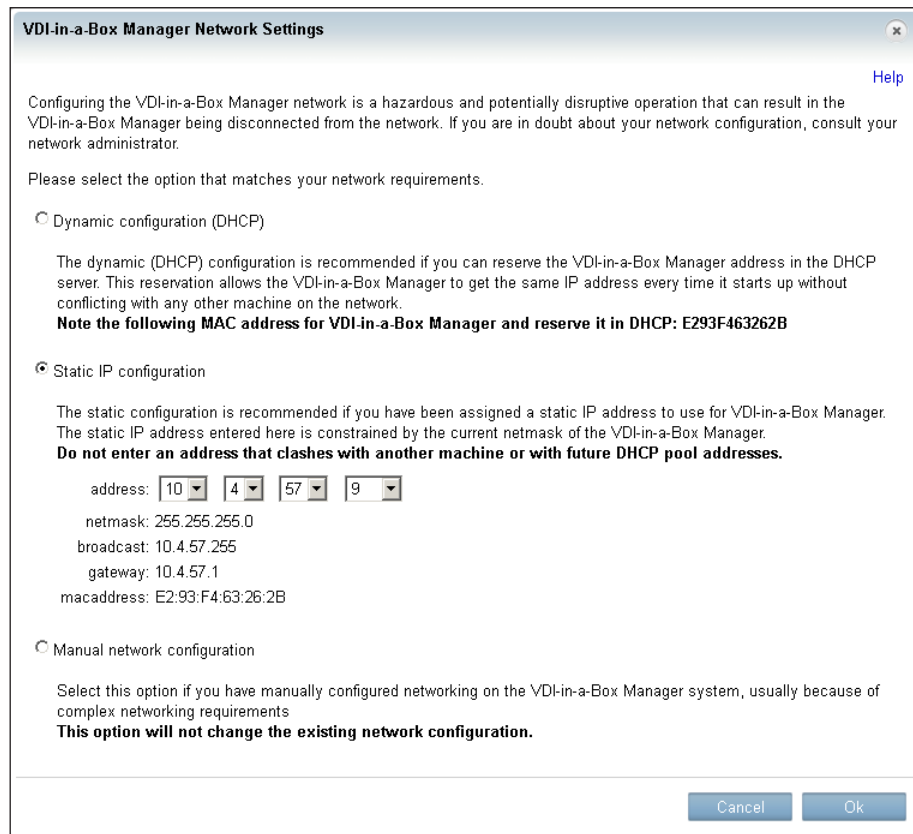 VDI-in-a-Box Manager Network Settings
Help
Configuring the VDI-in-a-Box Manager network is a hazardous and potentially disruptive operation that can result in the
VDI-in-a-Box Manager being disconnected from the network. If you are in doubt about your network configuration, consult your
network administrator.
Please select the option that matches your network requirements.
Dynamic configuration (DHCP)
The dynamic (DHCP) configuration is recommended if you can reserve the VDI-in-a-Box Manager address in the DHCP
server. This reservation allows the VDI-in-a-Box Manager to get the same IP address every time it starts up without
conflicting with any other machine on the network.
Note the following MAC address for VDI-in-a-Box Manager and reserve it in DHCP: E293F463262B
Static IP configuration
The static configuration is recommended if you have been assigned a static IP address to use for VDI-in-a-Box Manager.
The static IP address entered here is constrained by the current netmask of the VDI-in-a-Box Manager.
Do not enter an address that clashes with another machine or with future DHCP pool addresses.
address: 10 4 57 9
netmask: 255.255.255.0
broadcast: 10.4.57.255
gateway: 10.4.57.1
macaddress: E2:93:F4:63:26:2B
Manual network configuration
Select this option if you have manually configured networking on the VDI-in-a-Box Manager system, usually because of
complex networking requirements
This option will not change the existing network configuration.
Cancel Ok